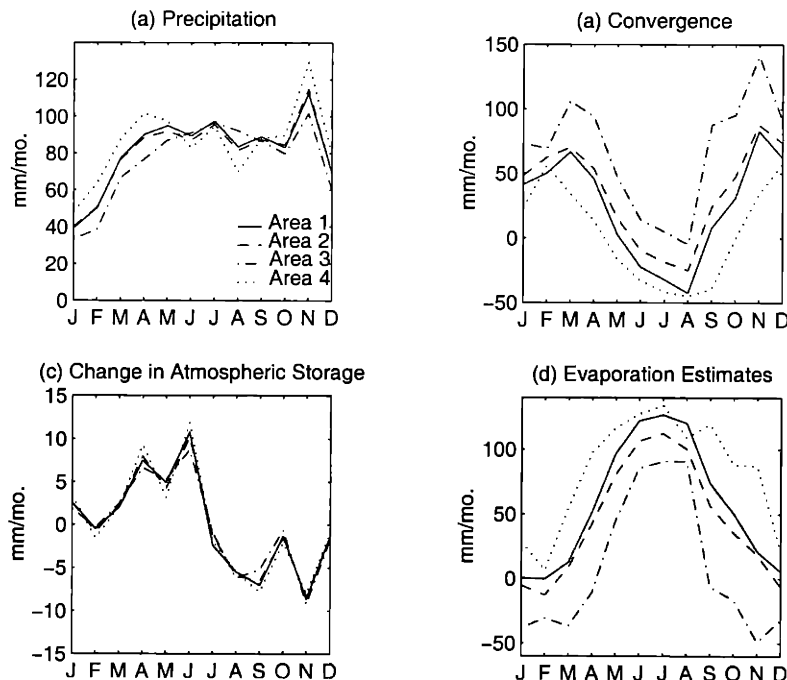 (a) Precipitation
mm/mo.
120
100
80
60
40
20
0
J F M A M J J A S O N D
Area 1
Area 2
Area 3
Area 4
(a) Convergence
mm/mo.
150
100
50
0
−50
J F M A M J J A S O N D
(c) Change in Atmospheric Storage
mm/mo.
15
10
5
0
−5
−10
−15
J F M A M J J A S O N D
(d) Evaporation Estimates
mm/mo.
100
50
0
−50
J F M A M J J A S O N D